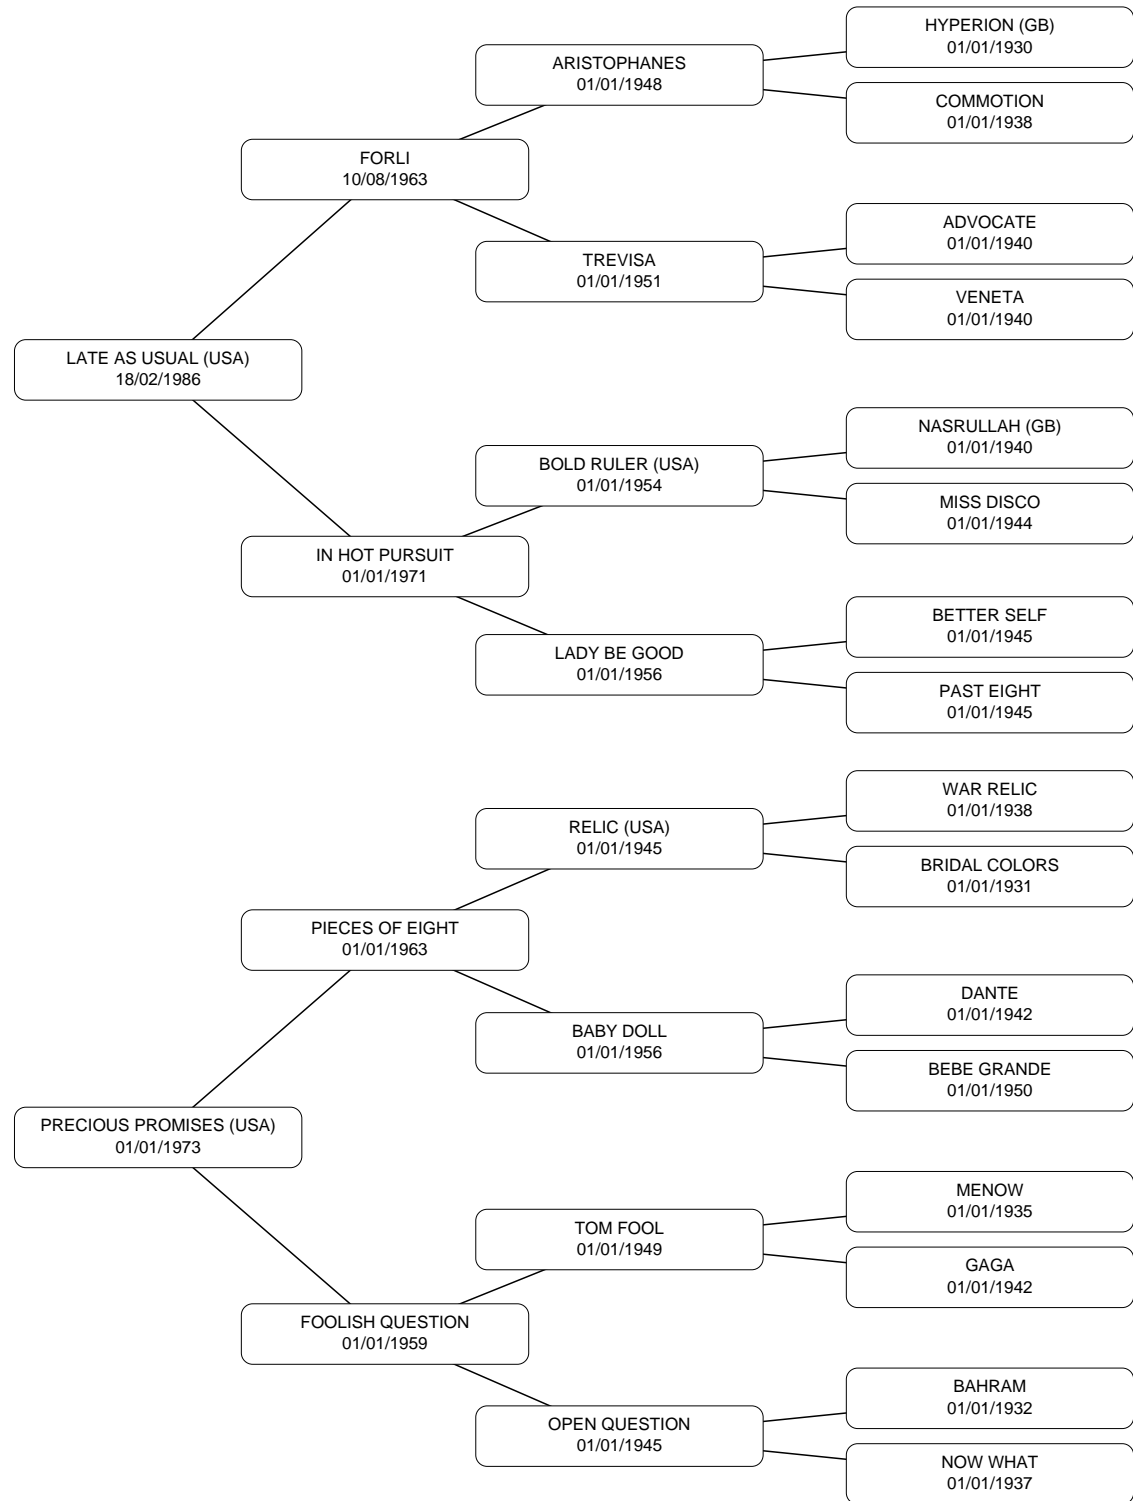 HYPERION (GB)
01/01/1930
ARISTOPHANES
01/01/1948
COMMOTION
01/01/1938
FORLI
10/08/1963
ADVOCATE
01/01/1940
TREVISA
01/01/1951
VENETA
01/01/1940
LATE AS USUAL (USA)
18/02/1986
NASRULLAH (GB)
01/01/1940
BOLD RULER (USA)
01/01/1954
MISS DISCO
01/01/1944
IN HOT PURSUIT
01/01/1971
BETTER SELF
01/01/1945
LADY BE GOOD
01/01/1956
PAST EIGHT
01/01/1945
WAR RELIC
01/01/1938
RELIC (USA)
01/01/1945
BRIDAL COLORS
01/01/1931
PIECES OF EIGHT
01/01/1963
DANTE
01/01/1942
BABY DOLL
01/01/1956
BEBE GRANDE
01/01/1950
PRECIOUS PROMISES (USA)
01/01/1973
MENOW
01/01/1935
TOM FOOL
01/01/1949
GAGA
01/01/1942
FOOLISH QUESTION
01/01/1959
BAHRAM
01/01/1932
OPEN QUESTION
01/01/1945
NOW WHAT
01/01/1937